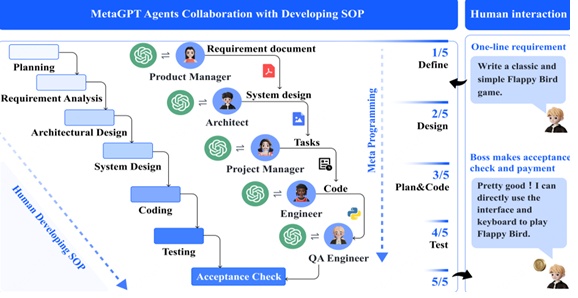 MetaGPT Agents Collaboration with Developing SOP
Human interaction
Planning
Requirement Analysis
Architectural Design
System Design
Coding
Testing
Acceptance Check
Human Developing SOP
Requirement document
Product Manager
System design
Architect
Tasks
Project Manager
Code
Engineer
QA Engineer
Meta Programming
1/5
Define
2/5
Design
3/5
Plan&Code
4/5
Test
5/5
One-line requirement
Write a classic and
simple Flappy Bird
game.
Boss makes acceptance
check and payment
Pretty good ! I can
directly use the
interface and
keyboard to play
Flappy Bird.